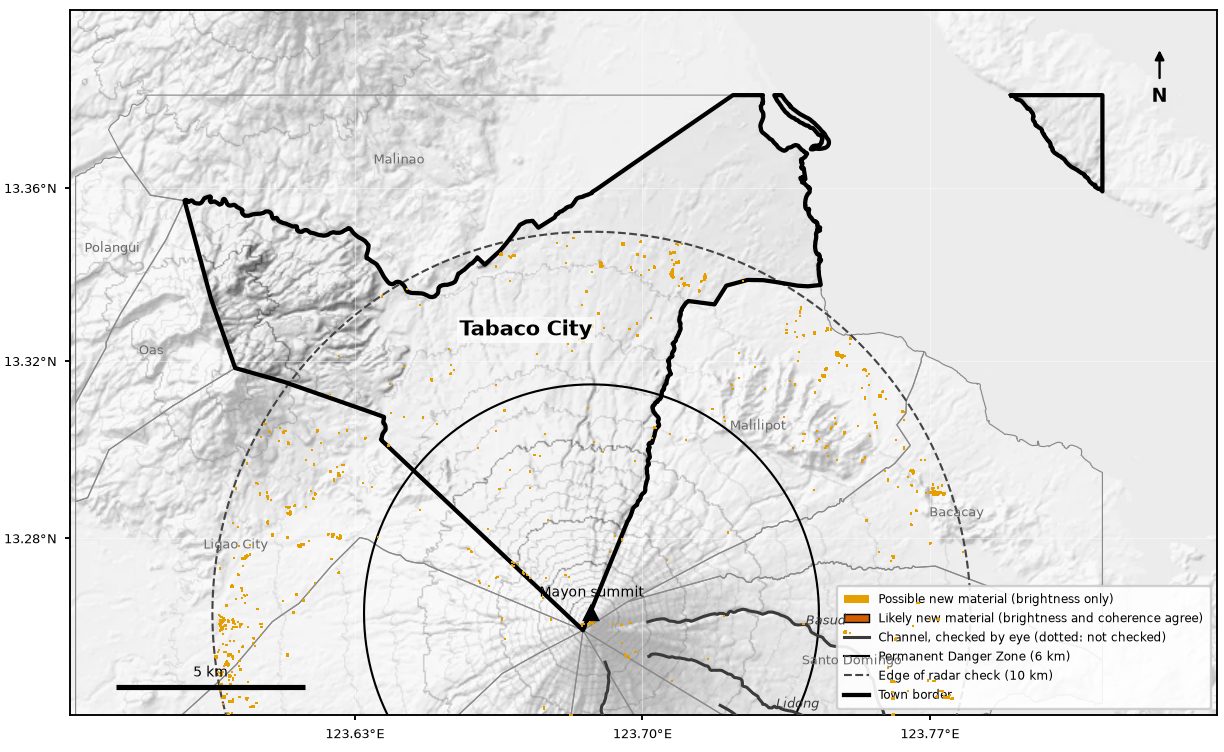 N
Malinao
13.36°N
Polangui
Tabaco City
Oas
13.32°N
Malilipot
Bacacay
13.28°N
Ligao City
Mayon summit
Possible new material (brightness only)
Likely new material (brightness and coherence agree)
Basud
Channel, checked by eye (dotted: not checked)
Permanent Danger Zone (6 km)
Santo Domingo
5 km
Edge of radar check (10 km)
Town border
Lidong
123.63°E
123.70°E
123.77°E